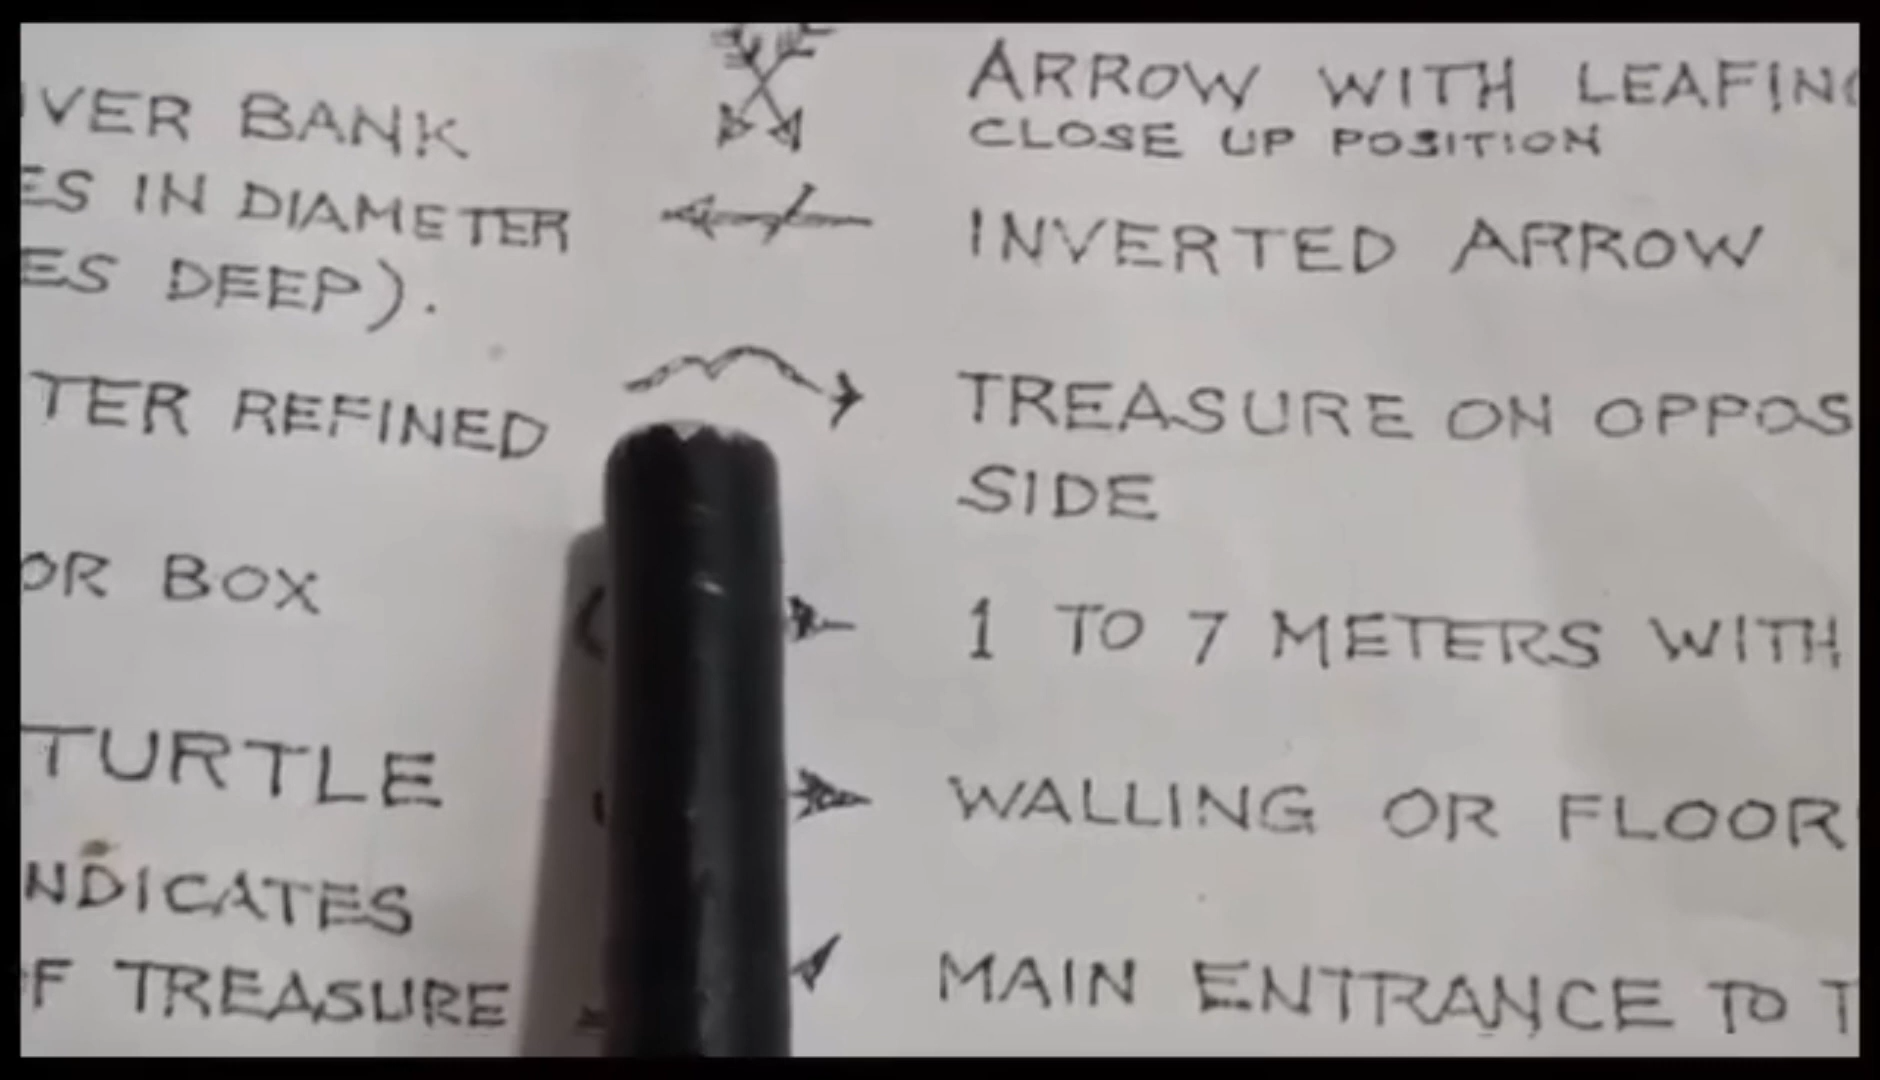 VER BANK
ES IN DIAMETER
ES DEEP).
TER REFINED
OR BOX
TURTLE
NDICATES
F TREASURE
ARROW WITH LEAFIN
CLOSE UP POSITION
INVERTED ARROW
TREASURE ON OPPOS
SIDE
1 TO 7 METERS WITH
WALLING OR FLOOR
MAIN ENTRANCE TO T